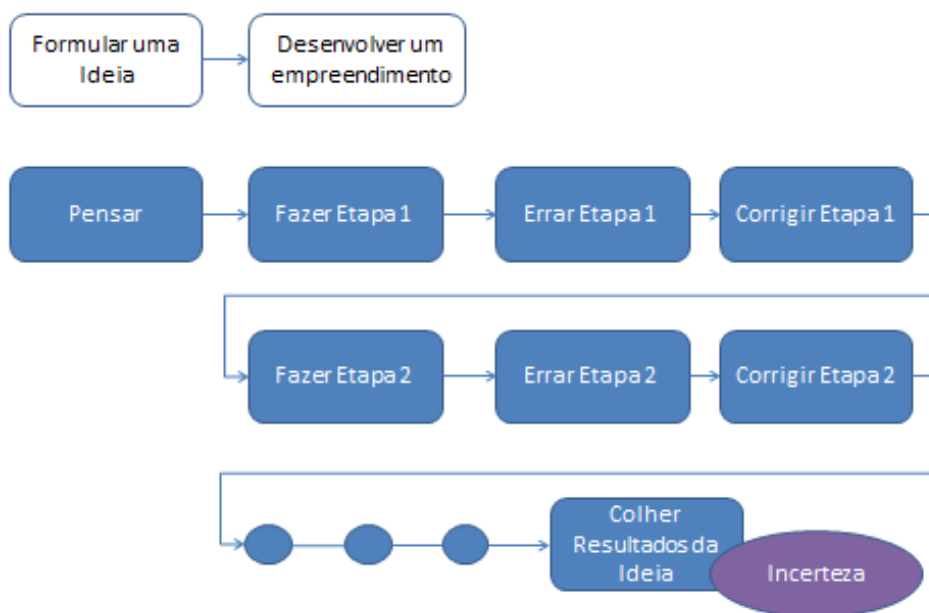 Formular uma
Ideia
Desenvolver um
empreendimento
Pensar
Fazer Etapa 1
Errar Etapa 1
Corrigir Etapa 1
Fazer Etapa 2
Errar Etapa 2
Corrigir Etapa 2
Colher
Resultados da
Ideia
Incerteza